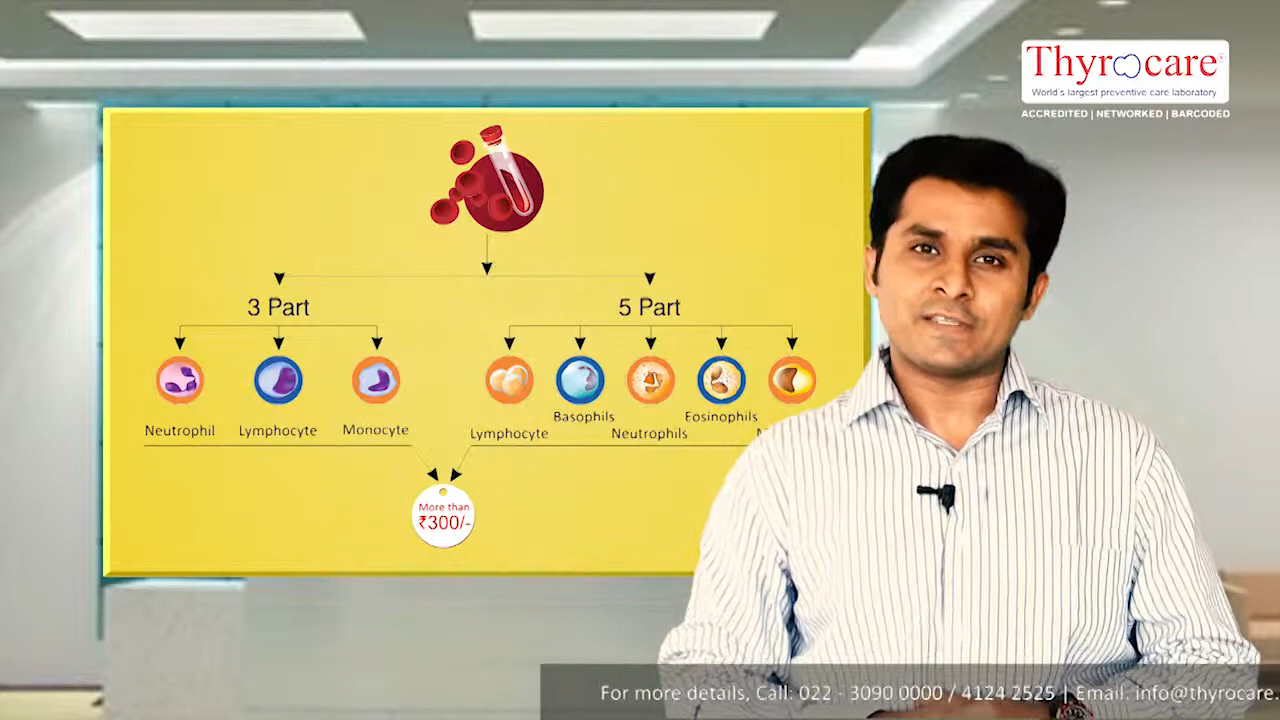 Thyrocare®
World's largest preventive care laboratory
ACCREDITED | NETWORKED | BARCODED
3 Part
5 Part
Neutrophil
Lymphocyte
Monocyte
Lymphocyte
Basophils
Neutrophils
Eosinophils
More than
₹300/-
For more details, Call: 022 - 3090 0000 / 4124 2525 | Email: info@thyrocare.